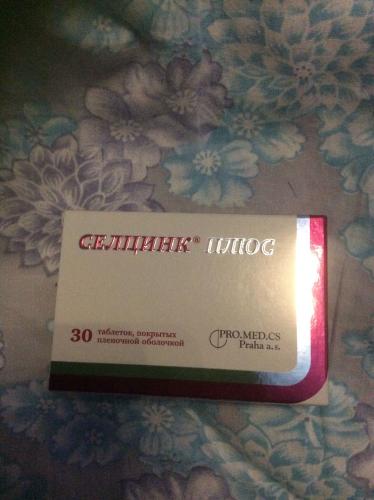 СЕЛЦИНК® ПЛЮС
30 таблеток, покрытых
пленочной оболочкой
PRO.MED.CS
Praha a.s.